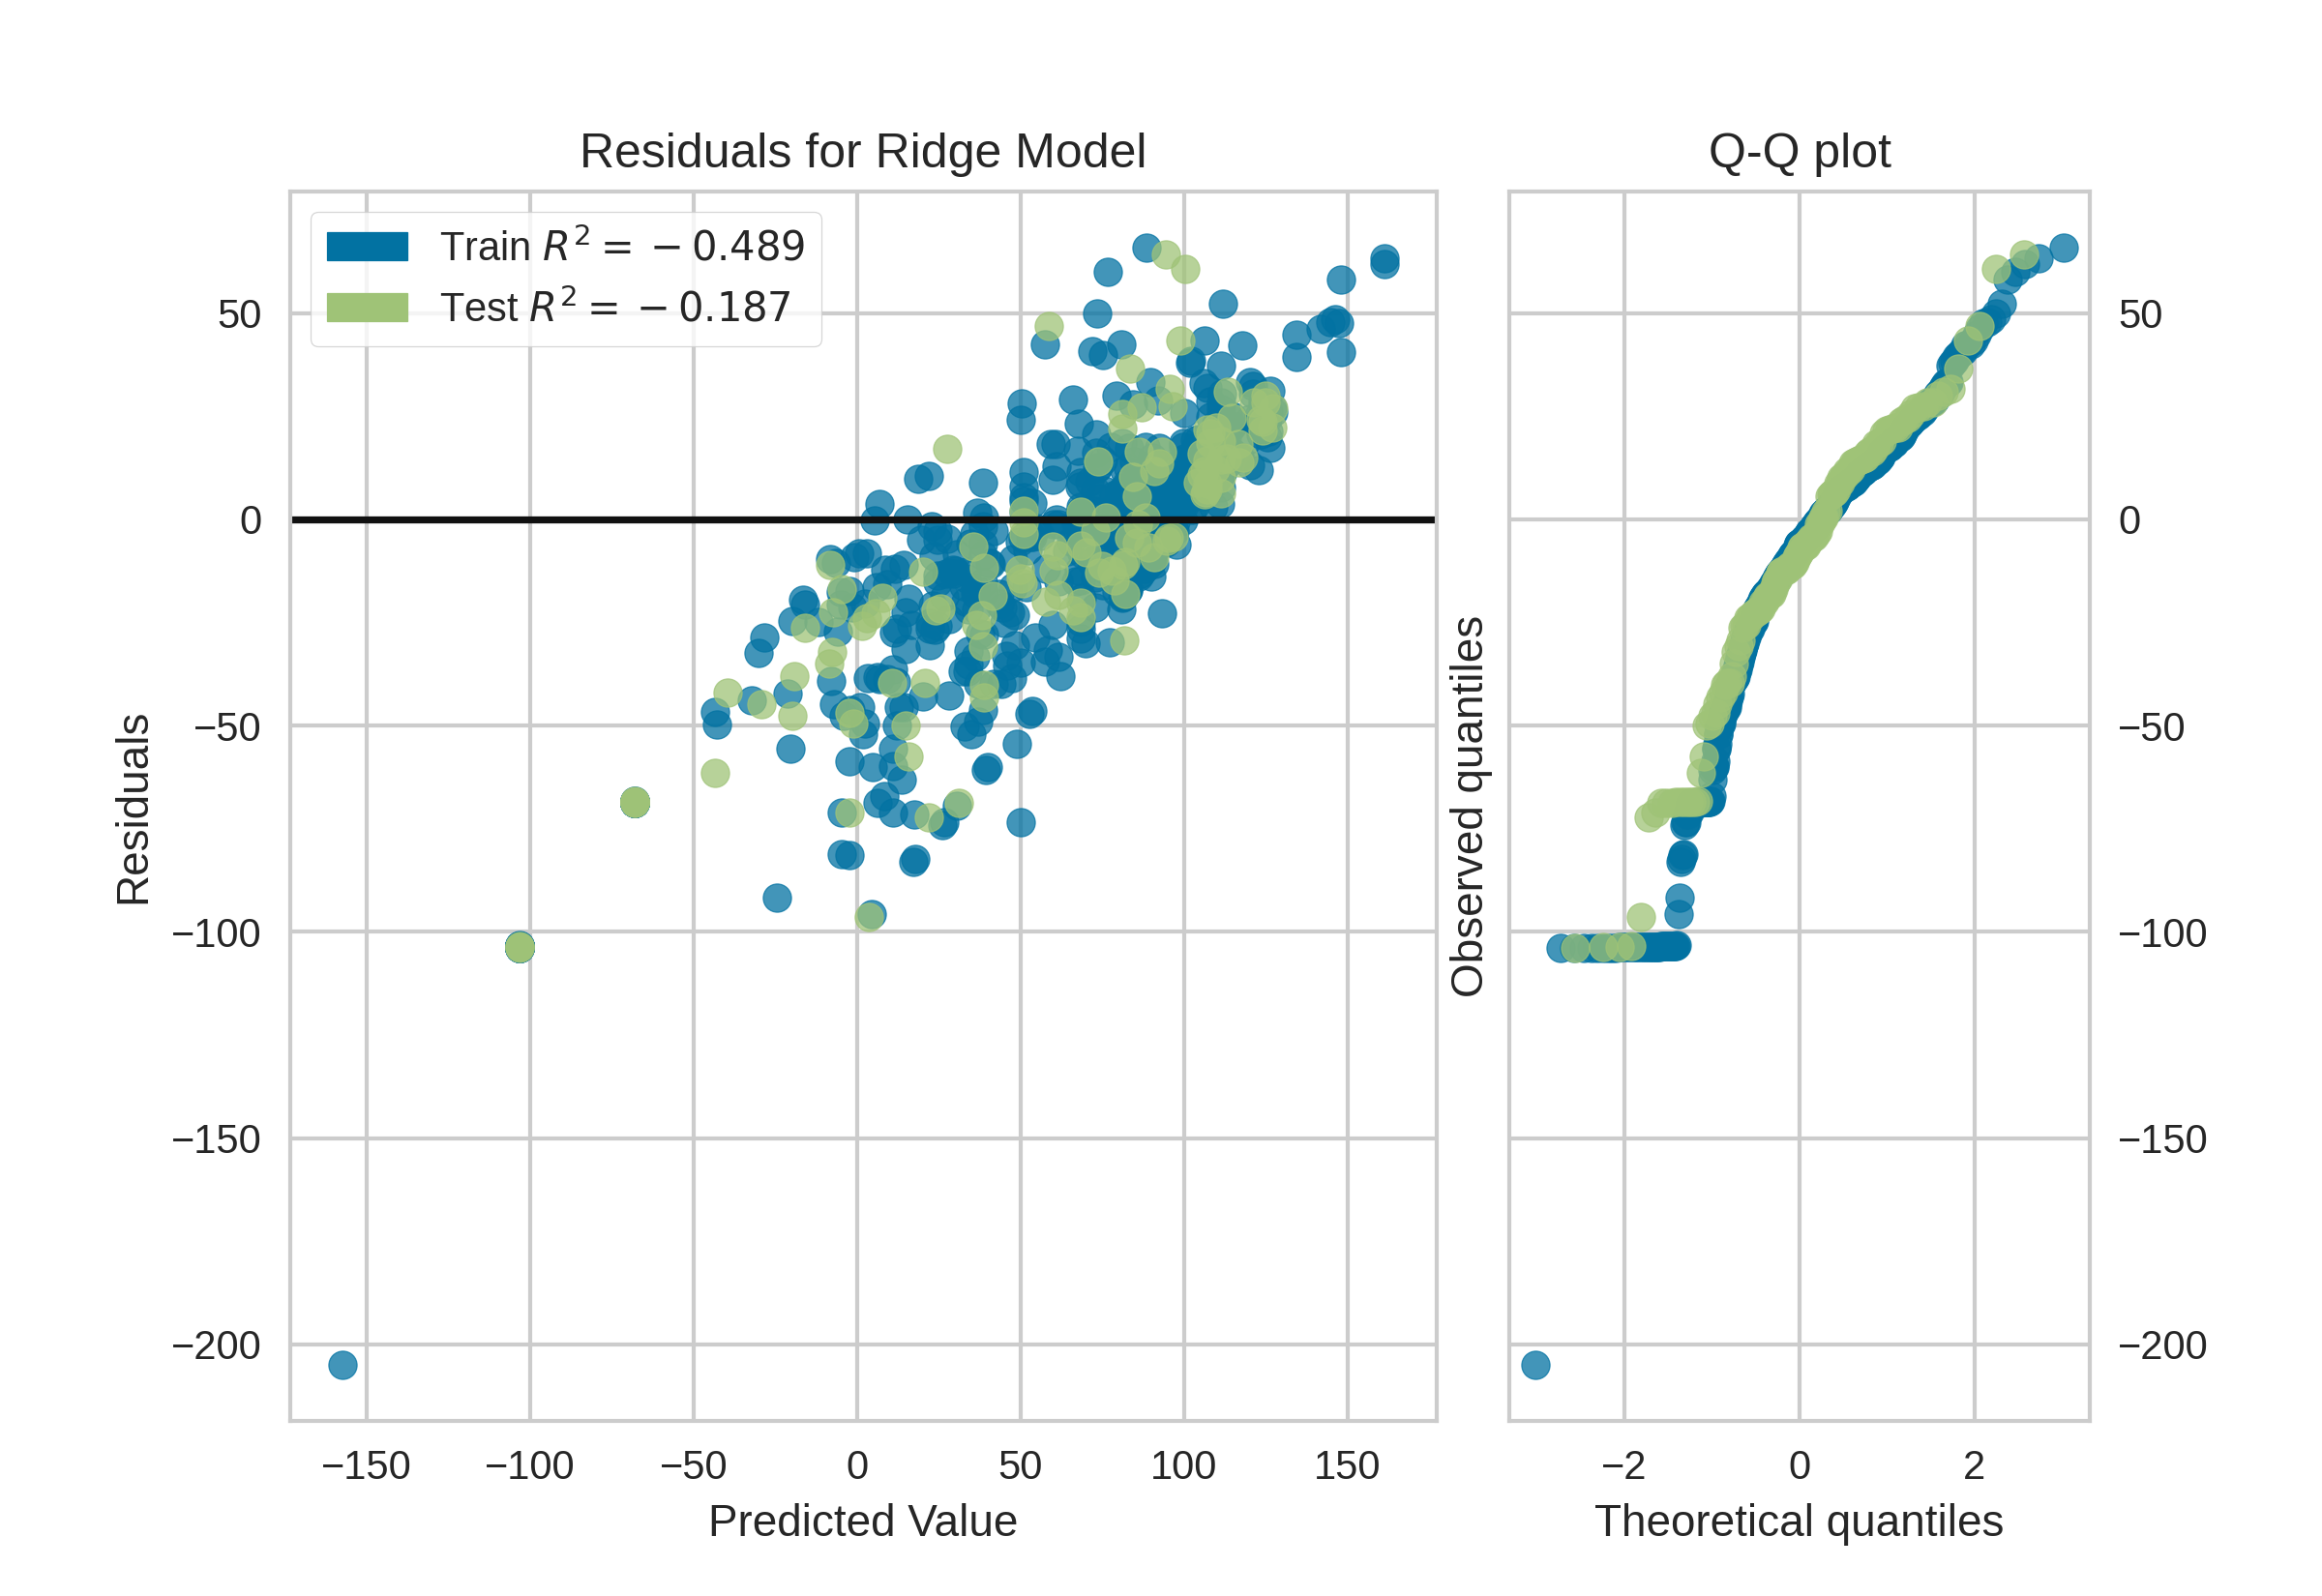 Residuals for Ridge Model
Train R² = −0.489
Test R² = −0.187
Residuals
50
0
−50
−100
−150
−200
−150
−100
−50
0
50
100
150
Predicted Value
Q-Q plot
Observed quantiles
50
0
−50
−100
−150
−200
−2
0
2
Theoretical quantiles